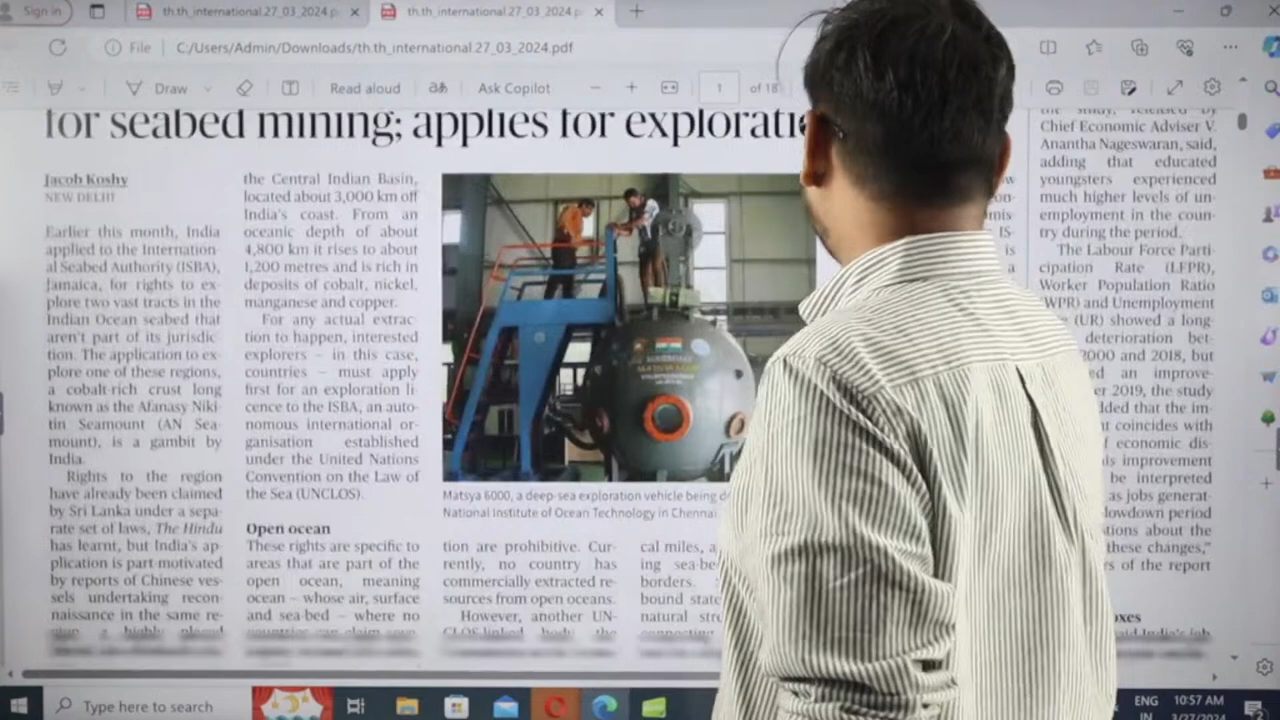 Sign in
th.th_international.27_03_2024.p
th.th_international.27_03_2024.p
File
C:/Users/Admin/Downloads/th.th_international.27_03_2024.pdf
Draw
Read aloud
Ask Copilot
1 of 18
for seabed mining; applies for
Jacob Koshy
NEW DELHI
Earlier this month, India
applied to the Internation-
al Seabed Authority (ISBA),
Jamaica, for rights to ex-
plore two vast tracts in the
Indian Ocean seabed that
aren't part of its jurisdic-
tion. The application to ex-
plore one of these regions,
a cobalt-rich crust long
known as the Afanasy Niki-
tin Seamount (AN Sea-
mount), is a gambit by
India.
Rights to the region
have already been claimed
by Sri Lanka under a sepa-
rate set of laws, The Hindu
has learnt, but India's ap-
plication is part-motivated
by reports of Chinese ves-
sels undertaking recon-
naissance in the same re-
the Central Indian Basin,
located about 3,000 km off
India's coast. From an
oceanic depth of about
4,800 km it rises to about
1,200 metres and is rich in
deposits of cobalt, nickel,
manganese and copper.
For any actual extrac-
tion to happen, interested
explorers – in this case,
countries – must apply
first for an exploration li-
cence to the ISBA, an auto-
nomous international or-
ganisation established
under the United Nations
Convention on the Law of
the Sea (UNCLOS).
Open ocean
These rights are specific to
areas that are part of the
open ocean, meaning
ocean – whose air, surface
and sea-bed – where no
Matsya 6000, a deep-sea exploration vehicle being
National Institute of Ocean Technology in Chennai
tion are prohibitive. Cur-
rently, no country has
commercially extracted re-
sources from open oceans.
However, another UN-
CLOS-linked body, the
cal miles,
ing sea-be
borders.
bound state
natural
the study, released by
Chief Economic Adviser V.
Anantha Nageswaran, said,
adding that educated
youngsters experienced
much higher levels of un-
employment in the coun-
try during the period.
The Labour Force Parti-
cipation Rate (LFPR),
Worker Population Ratio
(WPR) and Unemployment
(UR) showed a long-
deterioration bet-
2000 and 2018, but
an improve-
2019, the study
that the im-
coincides with
economic dis-
improvement
be interpreted
as jobs generat-
period
about the
these changes,"
of the report
Type here to search
ENG
IN
10:57 AM
3/27/2024